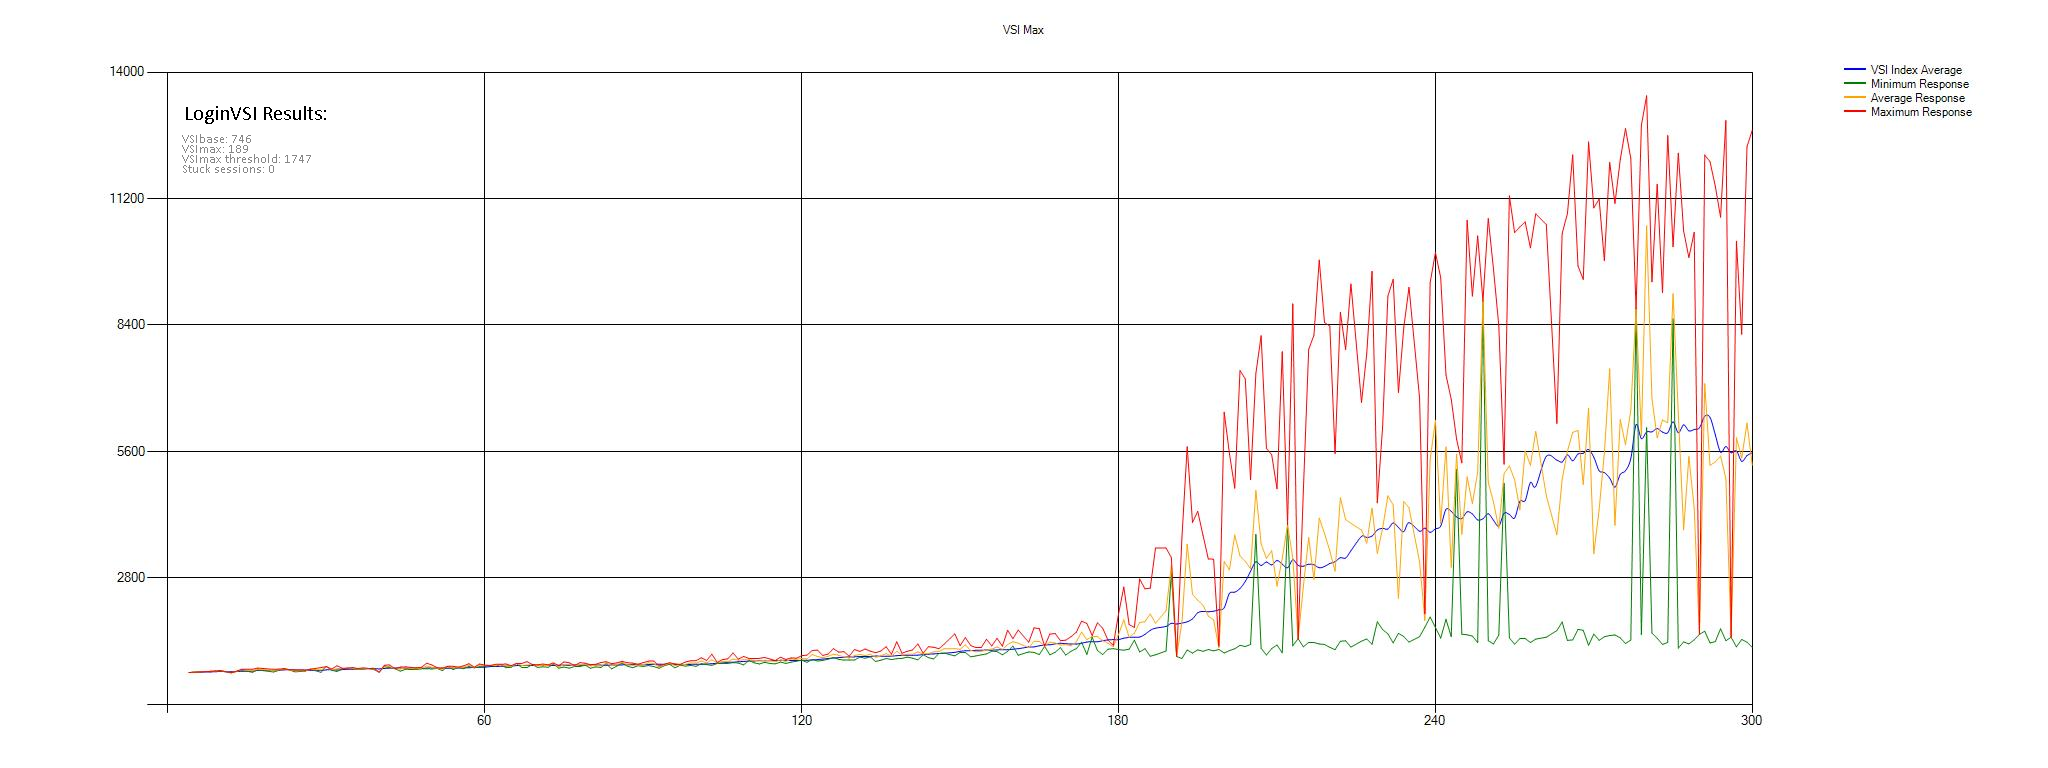 VSI Max
14000
11200
8400
5600
2800
LoginVSI Results:
VSIbase: 746
VSImax: 189
VSImax threshold: 1747
Stuck sessions: 0
VSI Index Average
Minimum Response
Average Response
Maximum Response
60
120
180
240
300